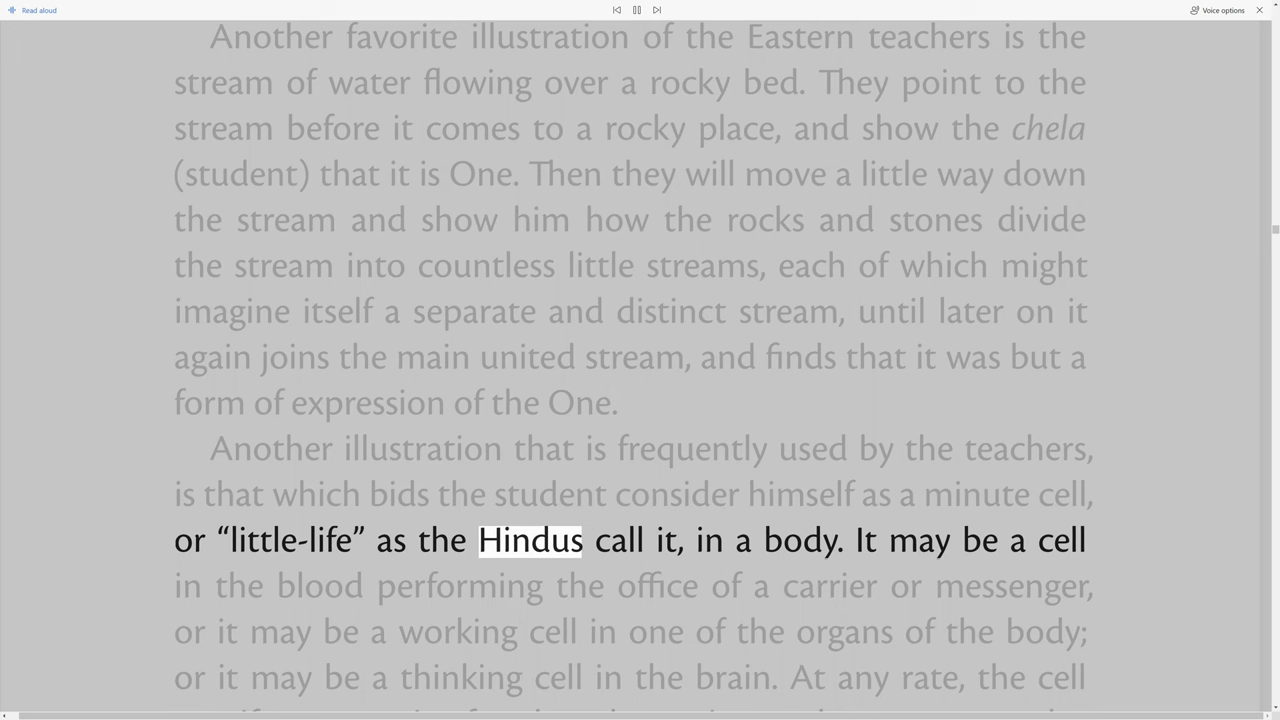 Read aloud
Voice options
Another favorite illustration of the Eastern teachers is the
stream of water flowing over a rocky bed. They point to the
stream before it comes to a rocky place, and show the chela
(student) that it is One. Then they will move a little way down
the stream and show him how the rocks and stones divide
the stream into countless little streams, each of which might
imagine itself a separate and distinct stream, until later on it
again joins the main united stream, and finds that it was but a
form of expression of the One.
Another illustration that is frequently used by the teachers,
is that which bids the student consider himself as a minute cell,
or “little-life” as the Hindus call it, in a body. It may be a cell
in the blood performing the office of a carrier or messenger,
or it may be a working cell in one of the organs of the body;
or it may be a thinking cell in the brain. At any rate, the cell